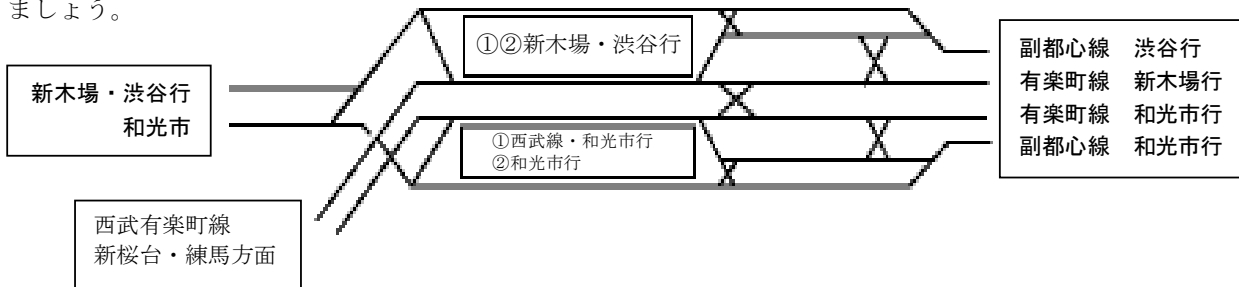 ましょう。
①②新木場・渋谷行
新木場・渋谷行
和光市
①西武線・和光市行
②和光市行
副都心線 渋谷行
有楽町線 新木場行
有楽町線 和光市行
副都心線 和光市行
西武有楽町線
新桜台・練馬方面